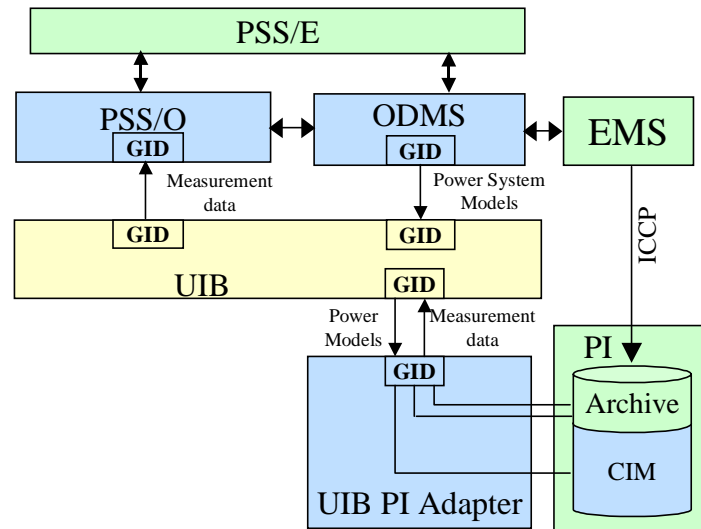 PSS/E
PSS/O
GID
ODMS
GID
EMS
Measurement
data
Power System
Models
ICCP
GID
GID
UIB
GID
Power
Models
Measurement
data
GID
UIB PI Adapter
PI
Archive
CIM